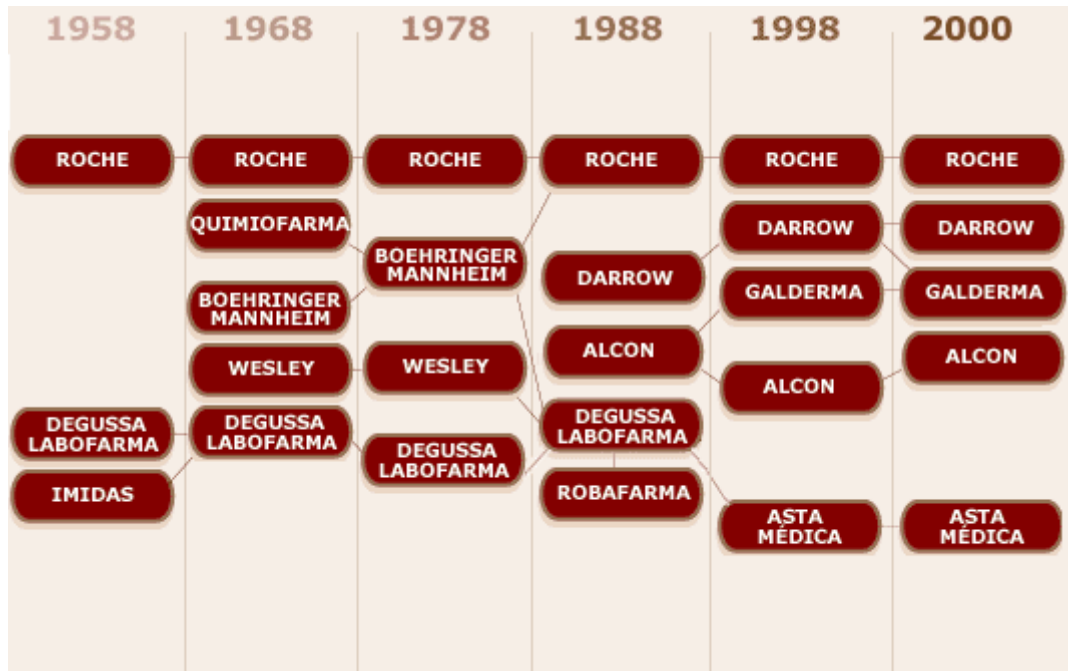 1958
1968
1978
1988
1998
2000
ROCHE
ROCHE
ROCHE
ROCHE
ROCHE
ROCHE
QUIMIOFARMA
BOEHRINGER
MANNHEIM
DARROW
DARROW
DARROW
BOEHRINGER
MANNHEIM
GALDERMA
GALDERMA
WESLEY
WESLEY
ALCON
ALCON
ALCON
DEGUSSA
LABOFARMA
DEGUSSA
LABOFARMA
DEGUSSA
LABOFARMA
DEGUSSA
LABOFARMA
IMIDAS
ROBAFARMA
ASTA
MÉDICA
ASTA
MÉDICA